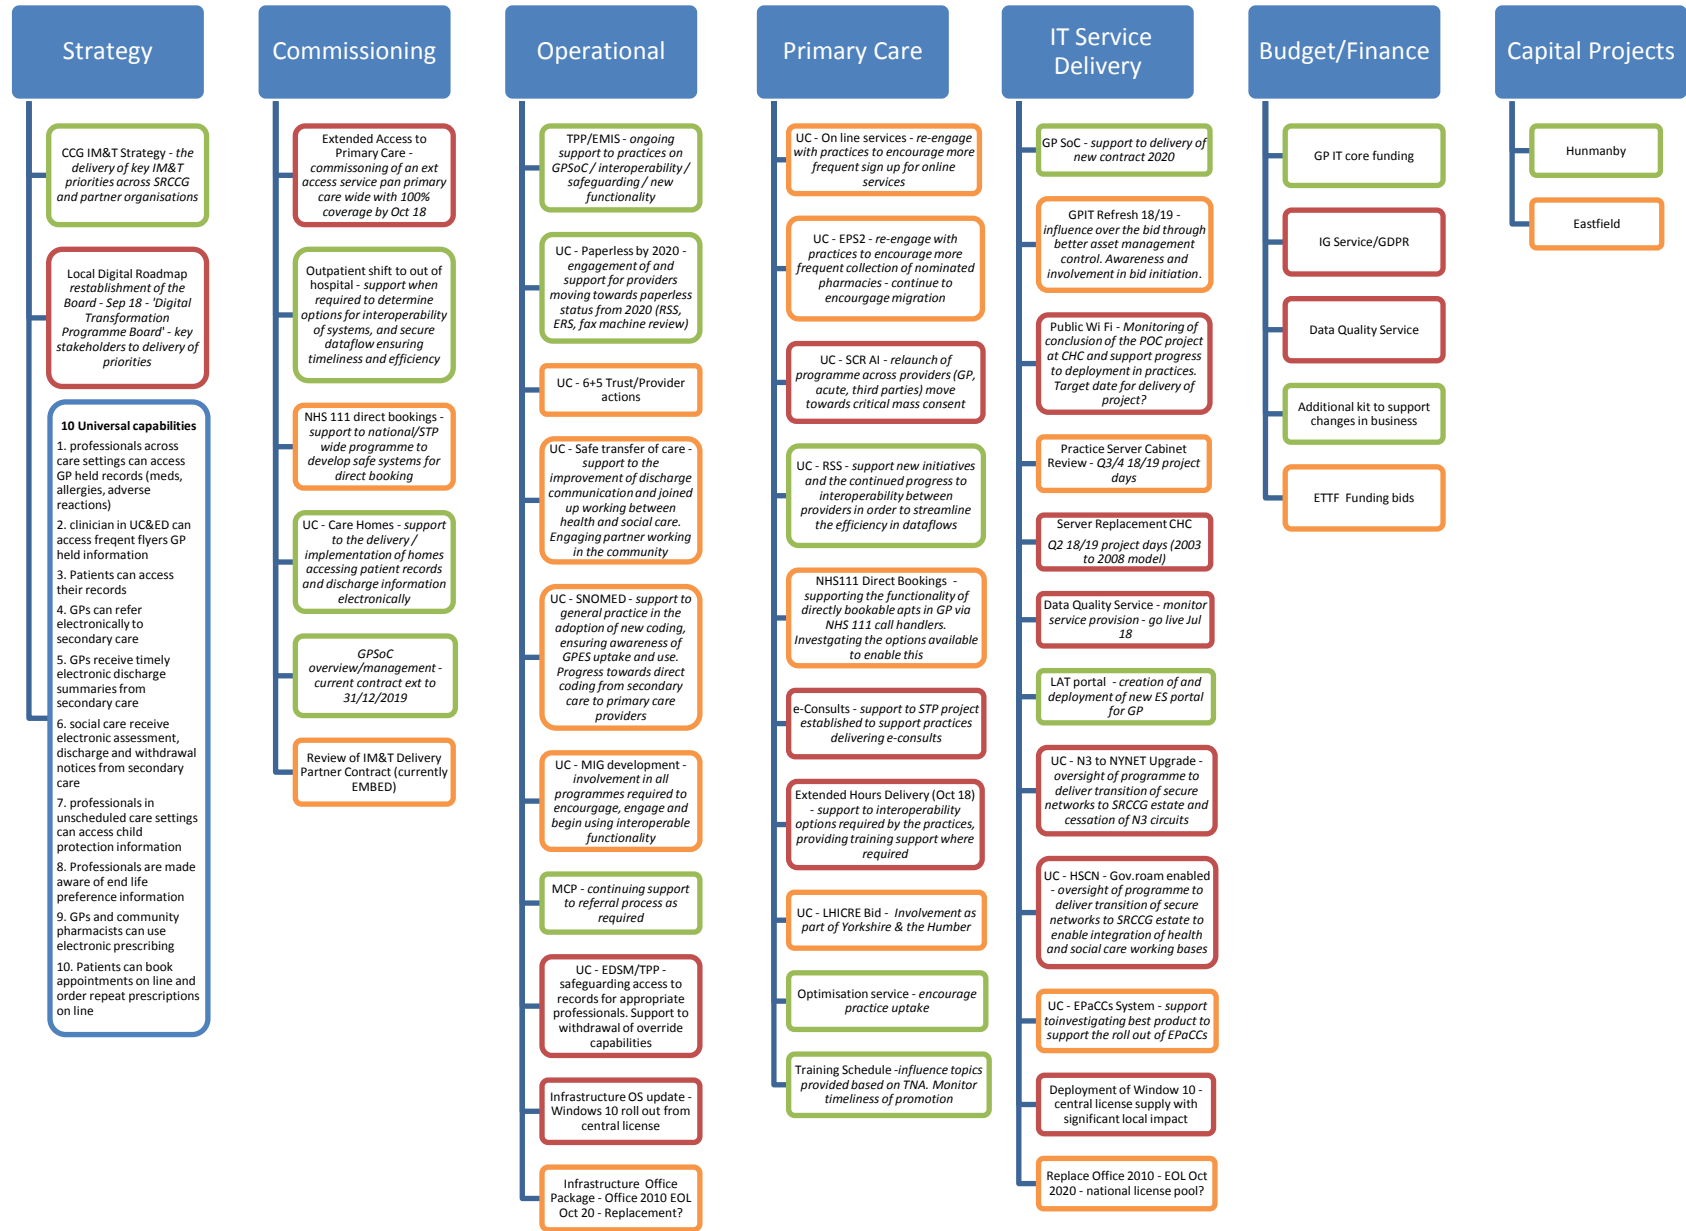 Strategy
CCG IM&T Strategy - the
delivery of key IM&T
priorities across SRCCG
and partner organisations
Local Digital Roadmap
restablishment of the
Board - Sep 18 - 'Digital
Transformation
Programme Board' - key
stakeholders to delivery of
priorities
10 Universal capabilities
1. professionals across
care settings can access
GP held records (meds,
allergies, adverse
reactions)
2. clinician in UC&ED can
access freqent flyers GP
held information
3. Patients can access
their records
4. GPs can refer
electronically to
secondary care
5. GPs receive timely
electronic discharge
summaries from
secondary care
6. social care receive
electronic assessment,
discharge and withdrawal
notices from secondary
care
7. professionals in
unscheduled care settings
can access child
protection information
8. Professionals are made
aware of end life
preference information
9. GPs and community
pharmacists can use
electronic prescribing
10. Patients can book
appointments on line and
order repeat prescriptions
on line
Commissioning
Extended Access to
Primary Care -
commissioning of an ext
access service pan primary
care wide with 100%
coverage by Oct 18
Outpatient shift to out of
hospital - support when
required to determine
options for interoperability
of systems, and secure
dataflow ensuring
timeliness and efficiency
NHS 111 direct bookings -
support to national/STP
wide programme to
develop safe systems for
direct booking
UC - Care Homes - support
to the delivery /
implementation of homes
accessing patient records
and discharge information
electronically
GPSoC
overview/management -
current contract ext to
31/12/2019
Review of IM&T Delivery
Partner Contract (currently
EMBED)
Operational
TPP/EMIS - ongoing
support to practices on
GPSoC / interoperability /
safeguarding / new
functionality
UC - Paperless by 2020 -
engagement of and
support for providers
moving towards paperless
status from 2020 (RSS,
ERS, fax machine review)
UC - 6+5 Trust/Provider
actions
UC - Safe transfer of care -
support to the
improvement of discharge
communication and joined
up working between
health and social care.
Engaging partner working
in the community
UC - SNOMED - support to
general practice in the
adoption of new coding,
ensuring awareness of
GPES uptake and use.
Progress towards direct
coding from secondary
care to primary care
providers
UC - MIG development -
involvement in all
programmes required to
encourgage, engage and
begin using interoperable
functionality
MCP - continuing support
to referral process as
required
UC - EDSM/TPP -
safeguarding access to
records for appropriate
professionals. Support to
withdrawal of override
capabilities
Infrastructure OS update -
Windows 10 roll out from
central license
Infrastructure Office
Package - Office 2010 EOL
Oct 20 - Replacement?
Primary Care
UC - On line services - re-engage
with practices to encourage more
frequent sign up for online
services
UC - EPS2 - re-engage with
practices to encourage more
frequent collection of nominated
pharmacies - continue to
encourgage migration
UC - SCR AI - relaunch of
programme across providers (GP,
acute, third parties) move
towards critical mass consent
UC - RSS - support new initiatives
and the continued progress to
interoperability between
providers in order to streamline
the efficiency in dataflows
NHS111 Direct Bookings -
supporting the functionality of
directly bookable apts in GP via
NHS 111 call handlers.
Investgating the options available
to enable this
e-Consults - support to STP project
established to support practices
delivering e-consults
Extended Hours Delivery (Oct 18)
- support to interoperability
options required by the practices,
providing training support where
required
UC - LHICRE Bid - Involvement as
part of Yorkshire & the Humber
Optimisation service - encourage
practice uptake
Training Schedule -influence topics
provided based on TNA. Monitor
timeliness of promotion
IT Service
Delivery
GP SoC - support to delivery of
new contract 2020
GPIT Refresh 18/19 -
influence over the bid through
better asset management
control. Awareness and
involvement in bid initiation.
Public Wi Fi - Monitoring of
conclusion of the POC project
at CHC and support progress
to deployment in practices.
Target date for delivery of
project?
Practice Server Cabinet
Review - Q3/4 18/19 project
days
Server Replacement CHC
Q2 18/19 project days (2003
to 2008 model)
Data Quality Service - monitor
service provision - go live Jul
18
LAT portal - creation of and
deployment of new ES portal
for GP
UC - N3 to NYNET Upgrade -
oversight of programme to
deliver transition of secure
networks to SRCCG estate and
cessation of N3 circuits
UC - HSCN - Gov.roam enabled
- oversight of programme to
deliver transition of secure
networks to SRCCG estate to
enable integration of health
and social care working bases
UC - EPaCCs System - support
toinvestigating best product to
support the roll out of EPaCCs
Deployment of Window 10 -
central license supply with
significant local impact
Replace Office 2010 - EOL Oct
2020 - national license pool?
Budget/Finance
GP IT core funding
IG Service/GDPR
Data Quality Service
Additional kit to support
changes in business
ETTF Funding bids
Capital Projects
Hunmanby
Eastfield